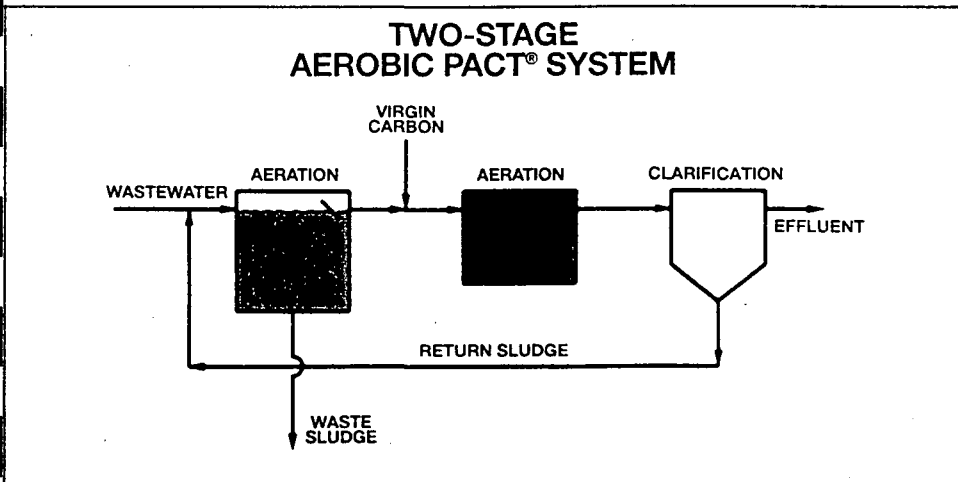 TWO-STAGE
AEROBIC PACT® SYSTEM
VIRGIN
CARBON
AERATION
AERATION
CLARIFICATION
WASTEWATER
EFFLUENT
RETURN SLUDGE
WASTE
SLUDGE